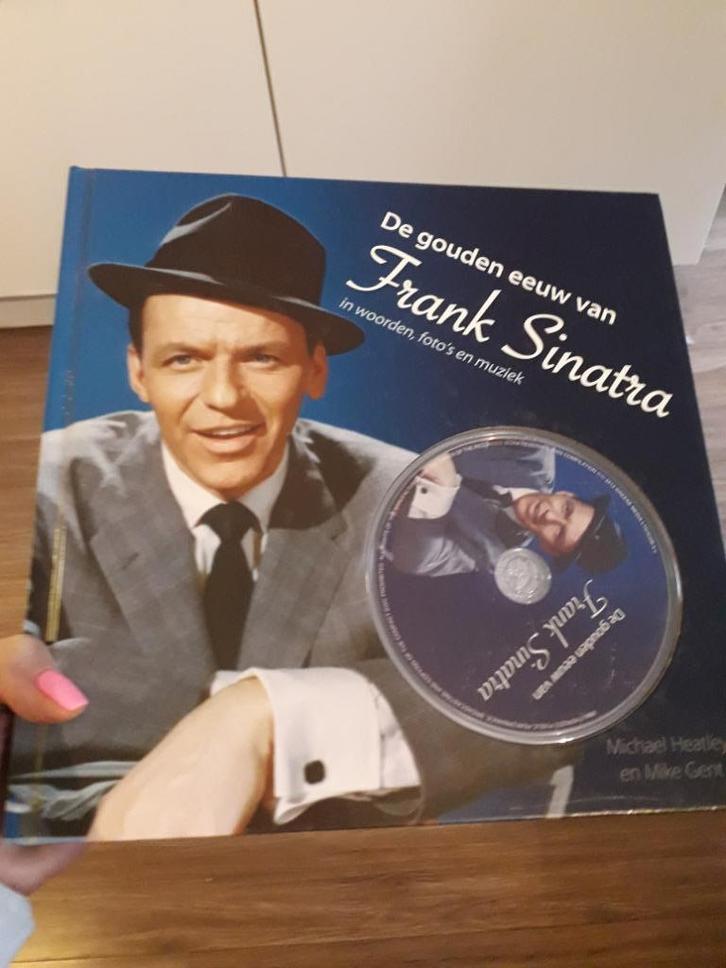 De gouden eeuw van
Frank Sinatra
in woorden, foto's en muziek
De gouden eeuw van
Frank Sinatra
Michael Heatley
en Mike Gent